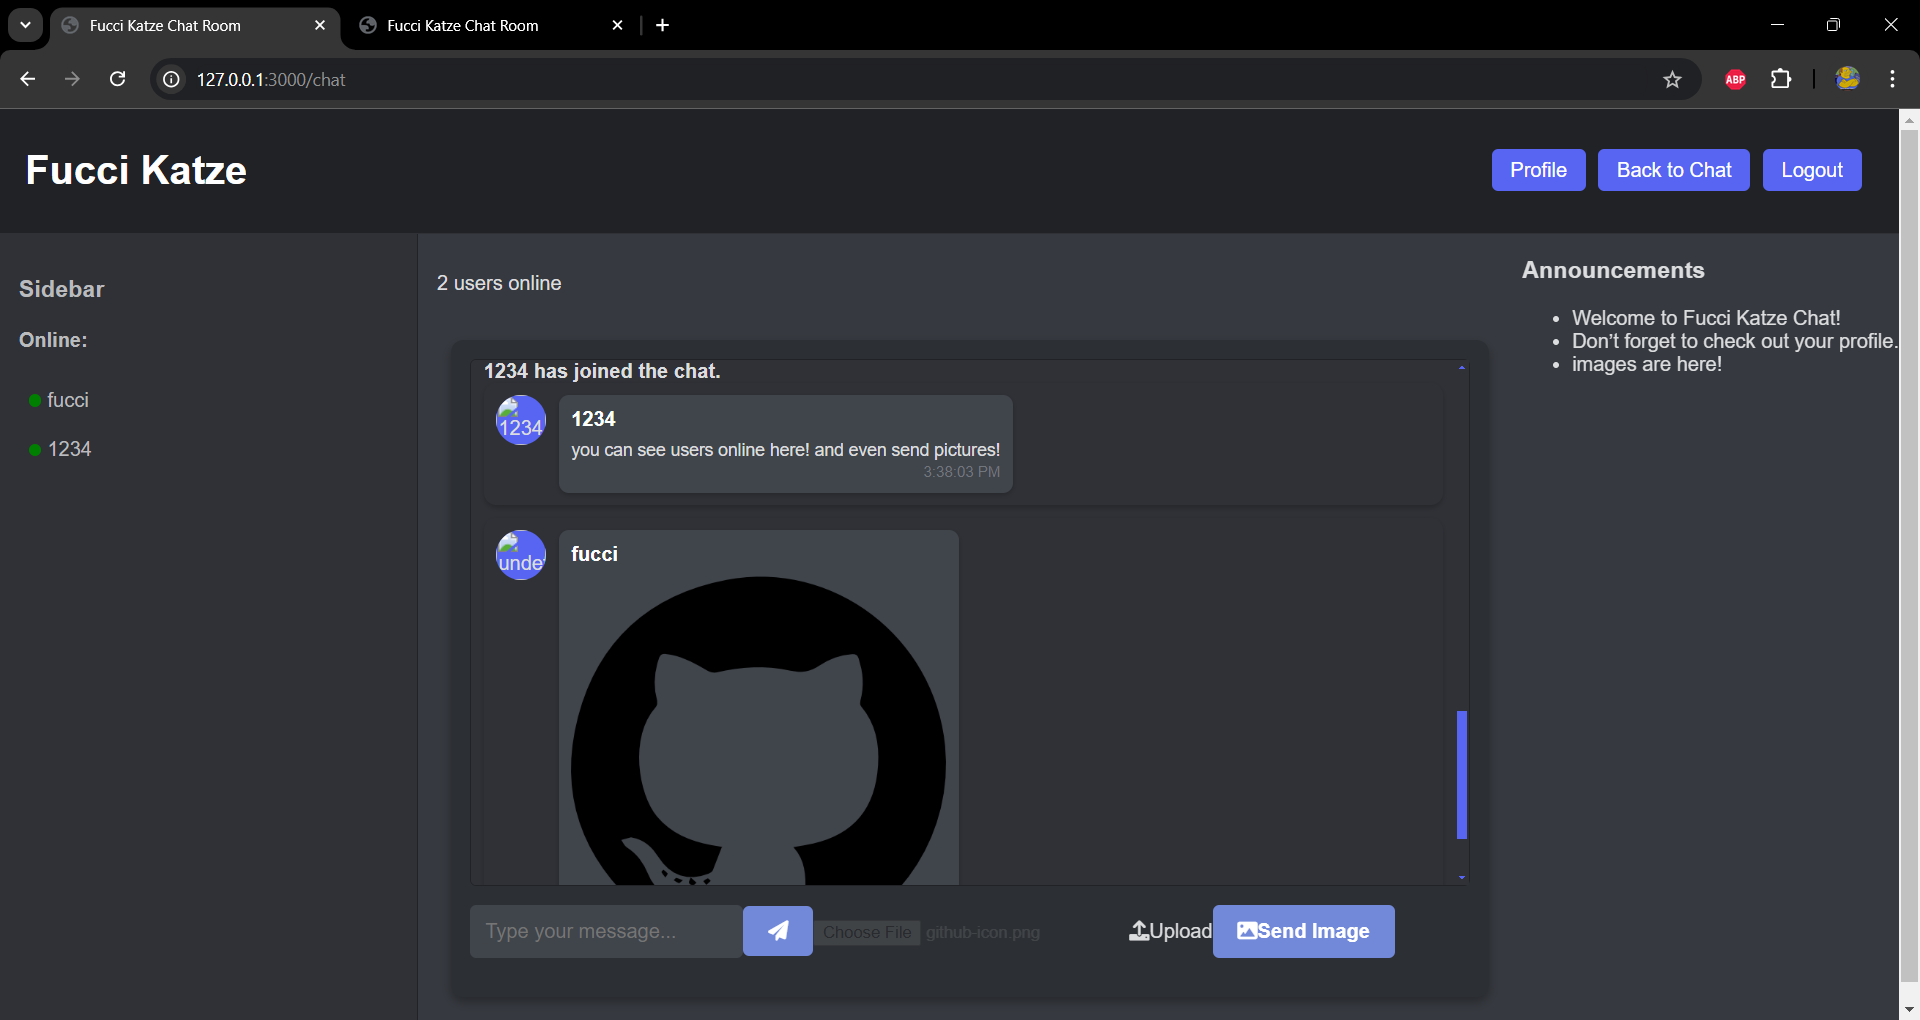 Fucci Katze Chat Room
Fucci Katze Chat Room
127.0.0.1:3000/chat
ABP
Fucci Katze
Profile
Back to Chat
Logout
Sidebar
Online:
fucci
1234
2 users online
1234 has joined the chat.
1234
1234
you can see users online here! and even send pictures!
3:38:03 PM
unde
fucci
Type your message...
Choose File
github-icon.png
Upload
Send Image
Announcements
Welcome to Fucci Katze Chat!
Don't forget to check out your profile.
images are here!